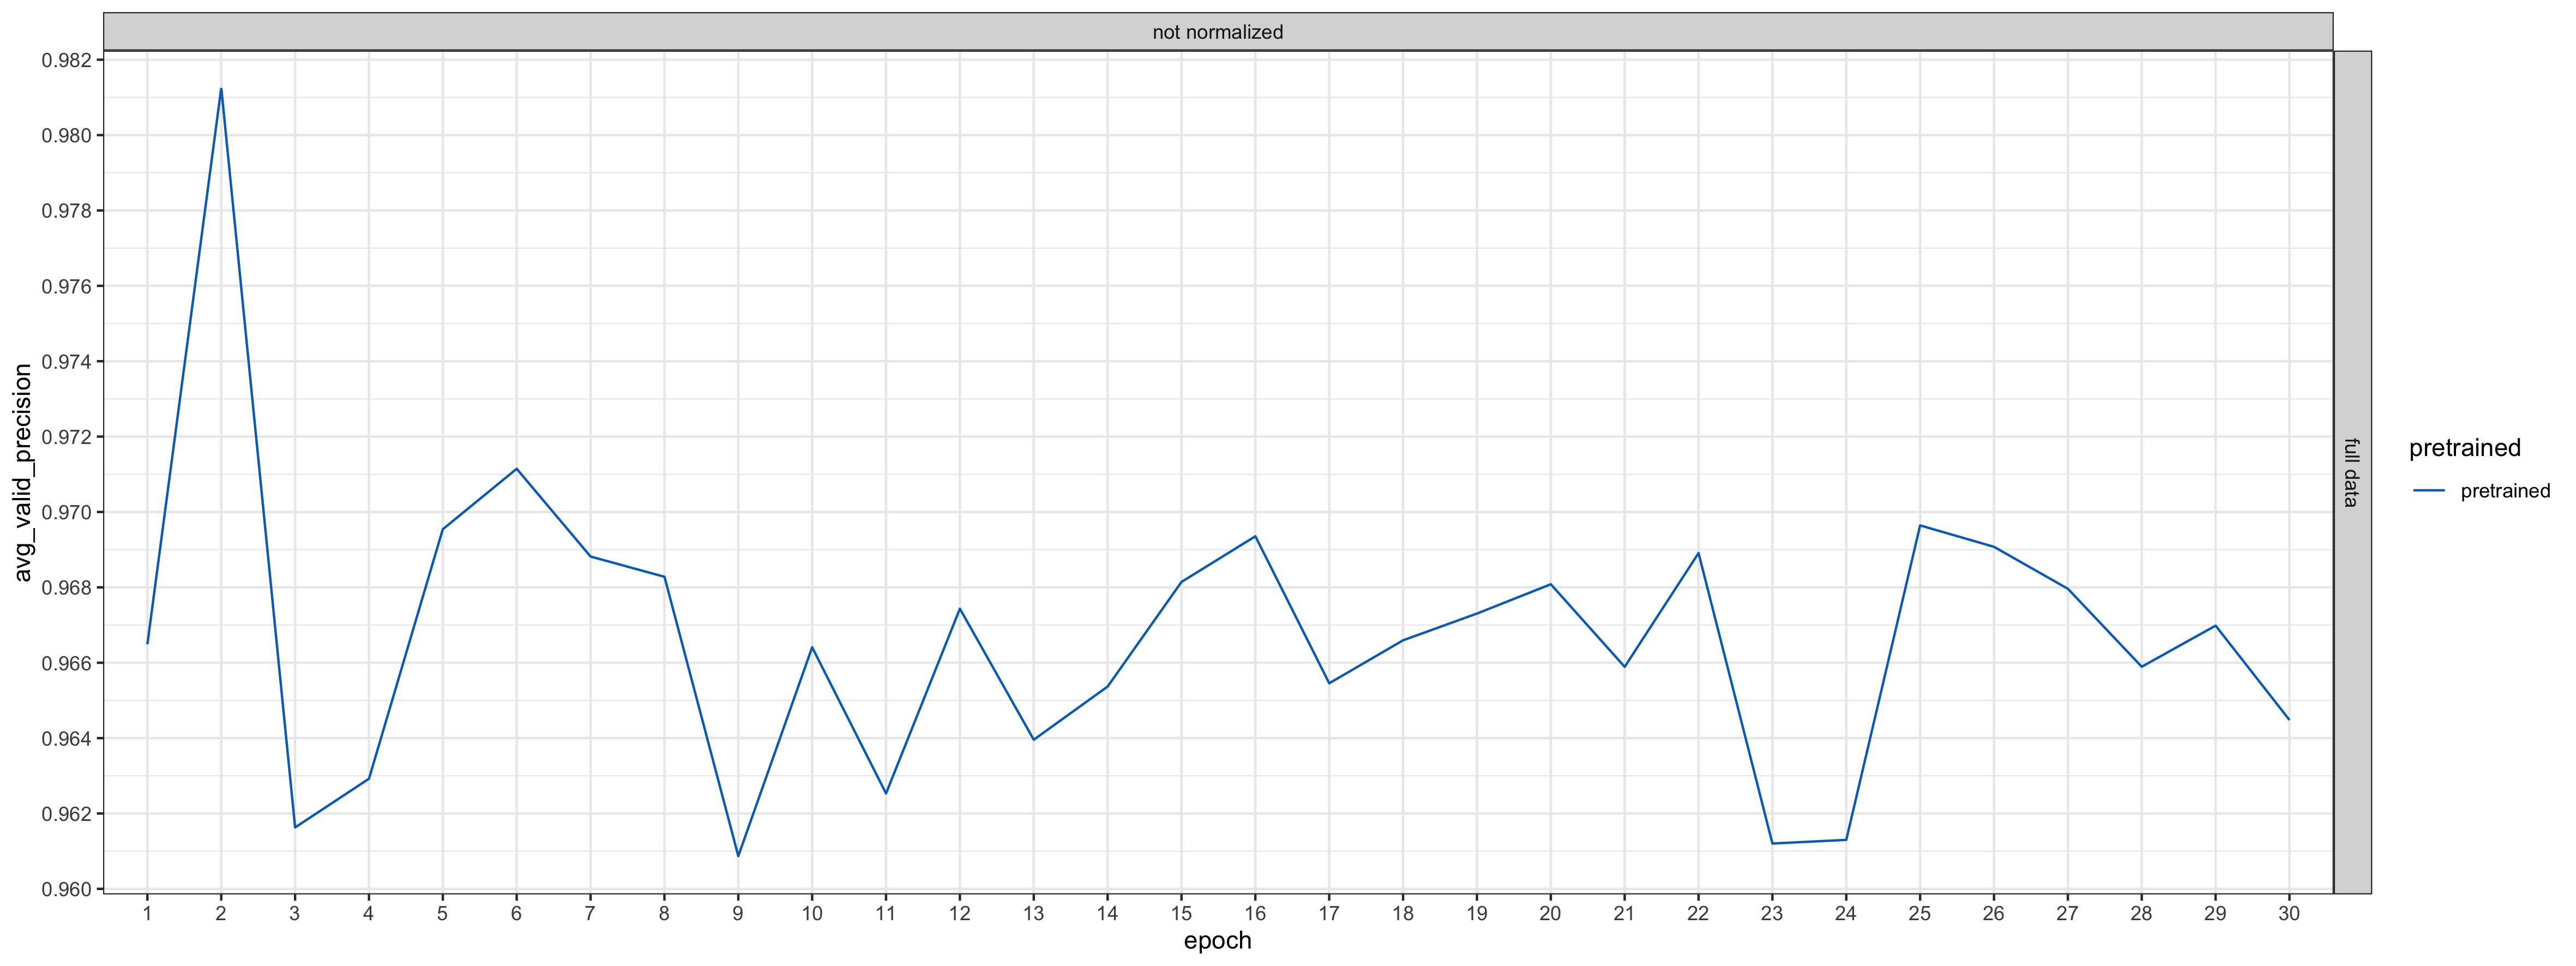 not normalized
0.982
0.980
0.978
0.976
0.974
0.972
0.970
0.968
0.966
0.964
0.962
0.960
avg_valid_precision
full data
pretrained
pretrained
1 2 3 4 5 6 7 8 9 10 11 12 13 14 15 16 17 18 19 20 21 22 23 24 25 26 27 28 29 30
epoch